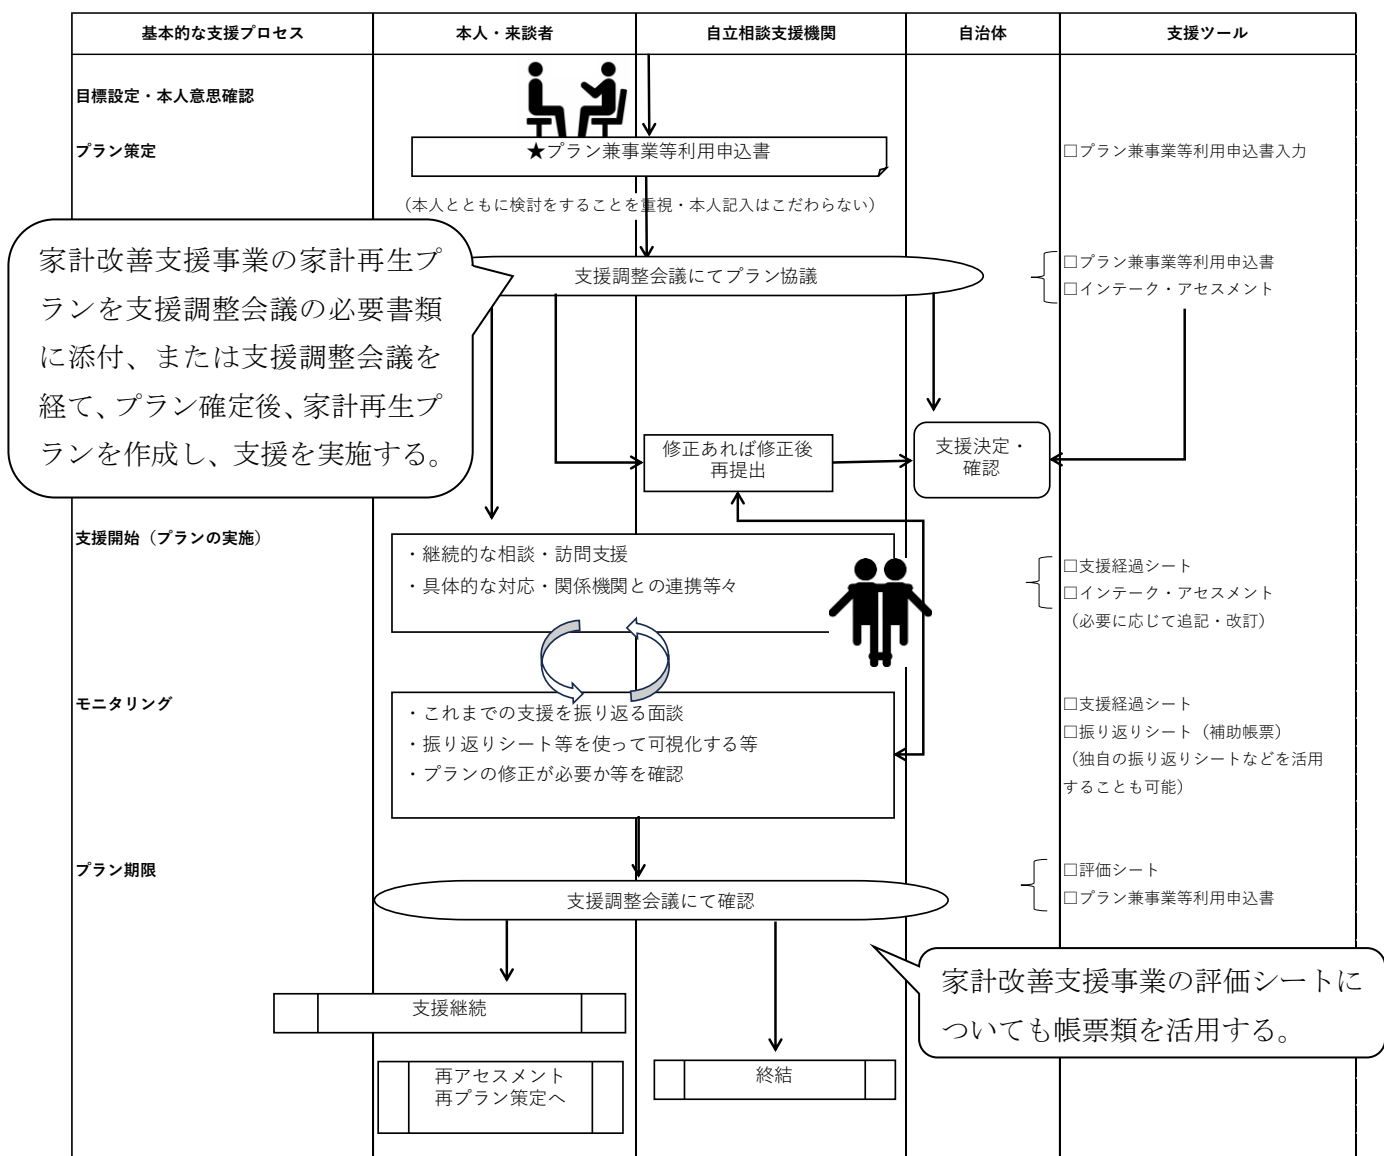 基本的な支援プロセス
本人・来談者
自立相談支援機関
自治体
支援ツール
目標設定・本人意思確認
プラン策定
★プラン兼事業等利用申込書
□プラン兼事業等利用申込書入力
（本人とともに検討をすることを重視・本人記入はこだわらない）
家計改善支援事業の家計再生プ
ランを支援調整会議の必要書類
に添付、または支援調整会議を
経て、プラン確定後、家計再生プ
ランを作成し、支援を実施する。
支援調整会議にてプラン協議
□プラン兼事業等利用申込書
□インテーク・アセスメント
修正あれば修正後
再提出
支援決定・
確認
支援開始（プランの実施）
・継続的な相談・訪問支援
・具体的な対応・関係機関との連携等々
□支援経過シート
□インテーク・アセスメント
（必要に応じて追記・改訂）
モニタリング
・これまでの支援を振り返る面談
・振り返りシート等を使って可視化する等
・プランの修正が必要か等を確認
□支援経過シート
□振り返りシート（補助帳票）
（独自の振り返りシートなどを活用
することも可能）
プラン期限
支援調整会議にて確認
□評価シート
□プラン兼事業等利用申込書
家計改善支援事業の評価シートに
ついても帳票類を活用する。
支援継続
再アセスメント
再プラン策定へ
終結